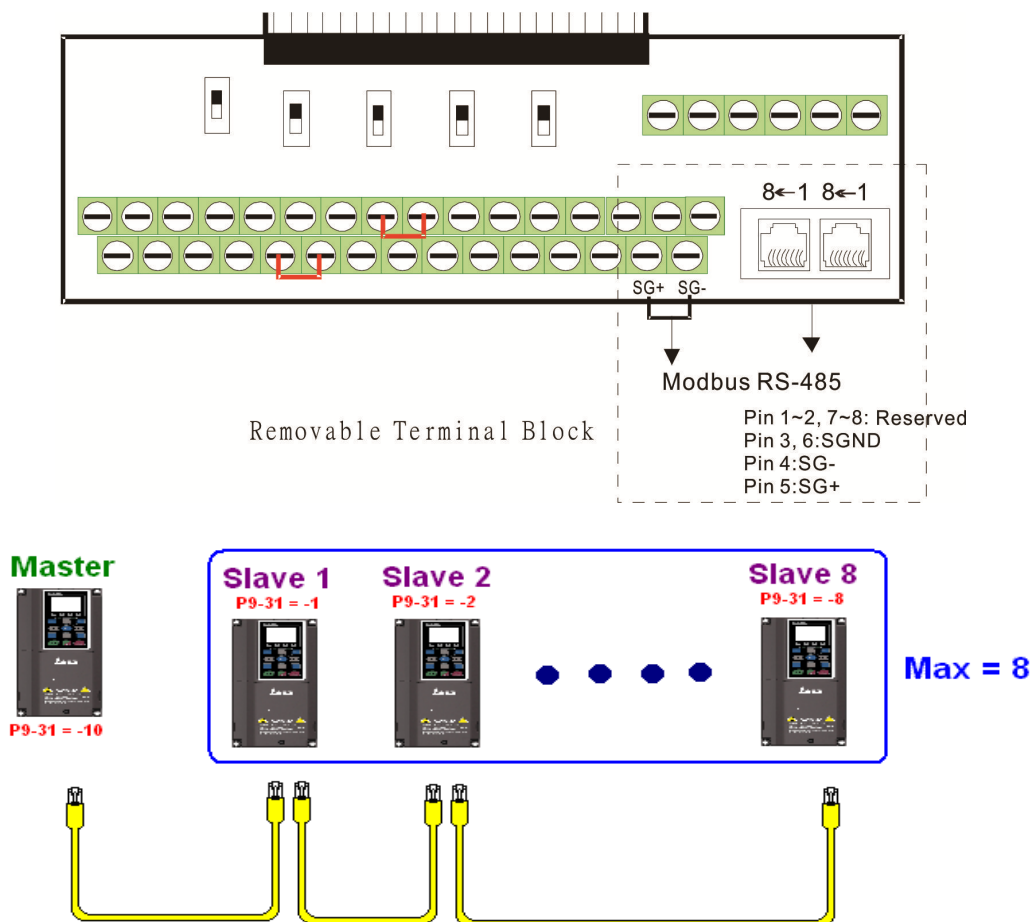 8←1 8←1
SG+ SG-
Modbus RS-485
Removable Terminal Block
Pin 1~2, 7~8: Reserved
Pin 3, 6:SGND
Pin 4:SG-
Pin 5:SG+
Master
P9-31 = -10
Slave 1
P9-31 = -1
Slave 2
P9-31 = -2
Slave 8
P9-31 = -8
Max = 8